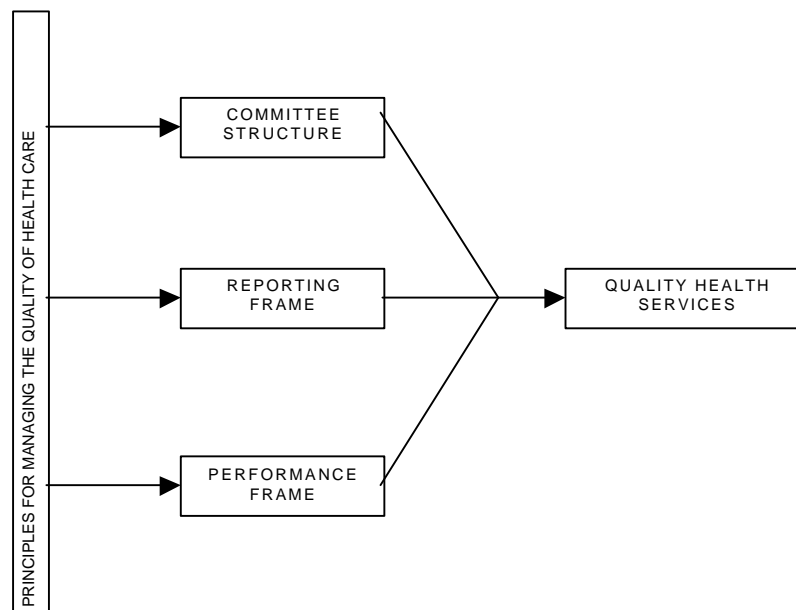 PRINCIPLES FOR MANAGING THE QUALITY OF HEALTH CARE
COMMITTEE
STRUCTURE
REPORTING
FRAME
QUALITY HEALTH
SERVICES
PERFORMANCE
FRAME